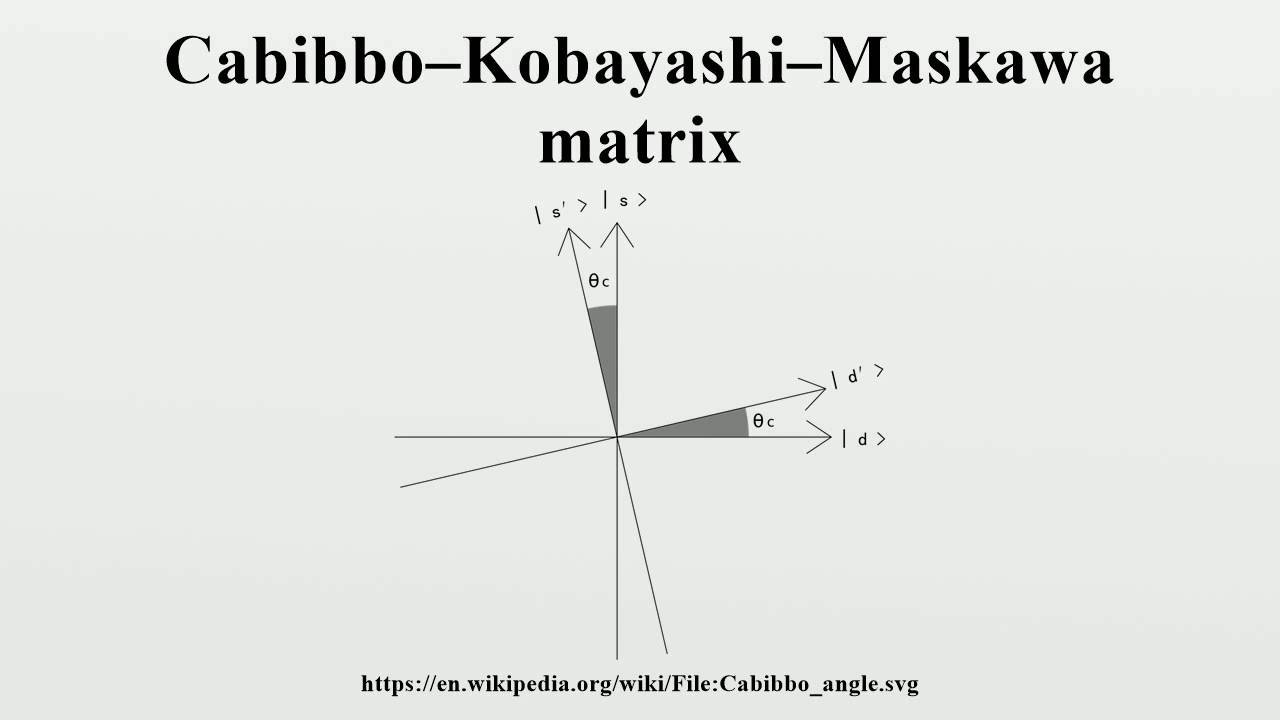 Cabibbo–Kobayashi–Maskawa
matrix
| s' > | s >
θc
| d' >
θc
| d >
https://en.wikipedia.org/wiki/File:Cabibbo_angle.svg